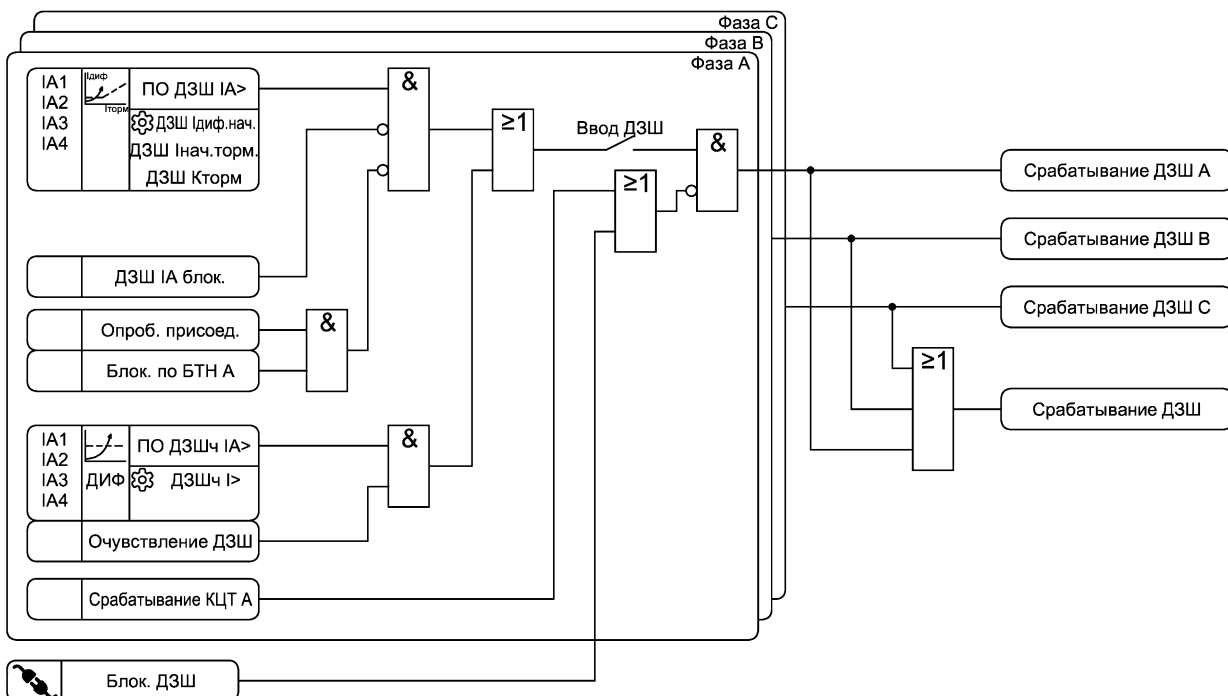 Фаза С
Фаза В
Фаза А
IA1
IA2
IA3
IA4
Iдиф
Iторм
ПО ДЗШ IA>
ДЗШ Iдиф.нач.
ДЗШ Iнач.торм.
ДЗШ Кторм
&
≥1
Ввод ДЗШ
&
≥1
Срабатывание ДЗШ А
Срабатывание ДЗШ В
Срабатывание ДЗШ С
≥1
Срабатывание ДЗШ
ДЗШ IA блок.
Опроб. присоед.
Блок. по БТН А
&
IA1
IA2
IA3
IA4
ДИФ
ПО ДЗШч IA>
ДЗШч I>
&
Очувствление ДЗШ
Срабатывание КЦТ А
Блок. ДЗШ